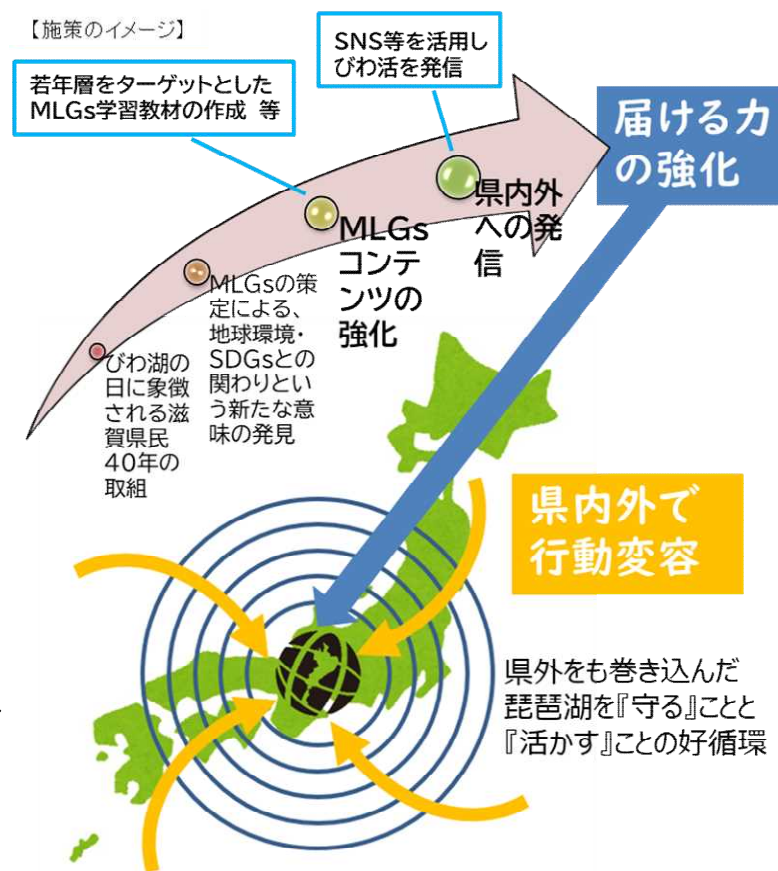 【施策のイメージ】
SNS等を活用し
びわ活を発信
若年層をターゲットとした
MLGs学習教材の作成 等
届ける力
の強化
県内外
への発
信
MLGs
コンテ
ンツの
強化
MLGsの策
定による、
地球環境・
SDGsとの
関わりとい
う新たな意
味の発見
びわ湖の
日に象徴
される滋
賀県民
40年の
取組
県内外で
行動変容
県外をも巻き込んだ
琵琶湖を『守る』ことと
『活かす』ことの好循環